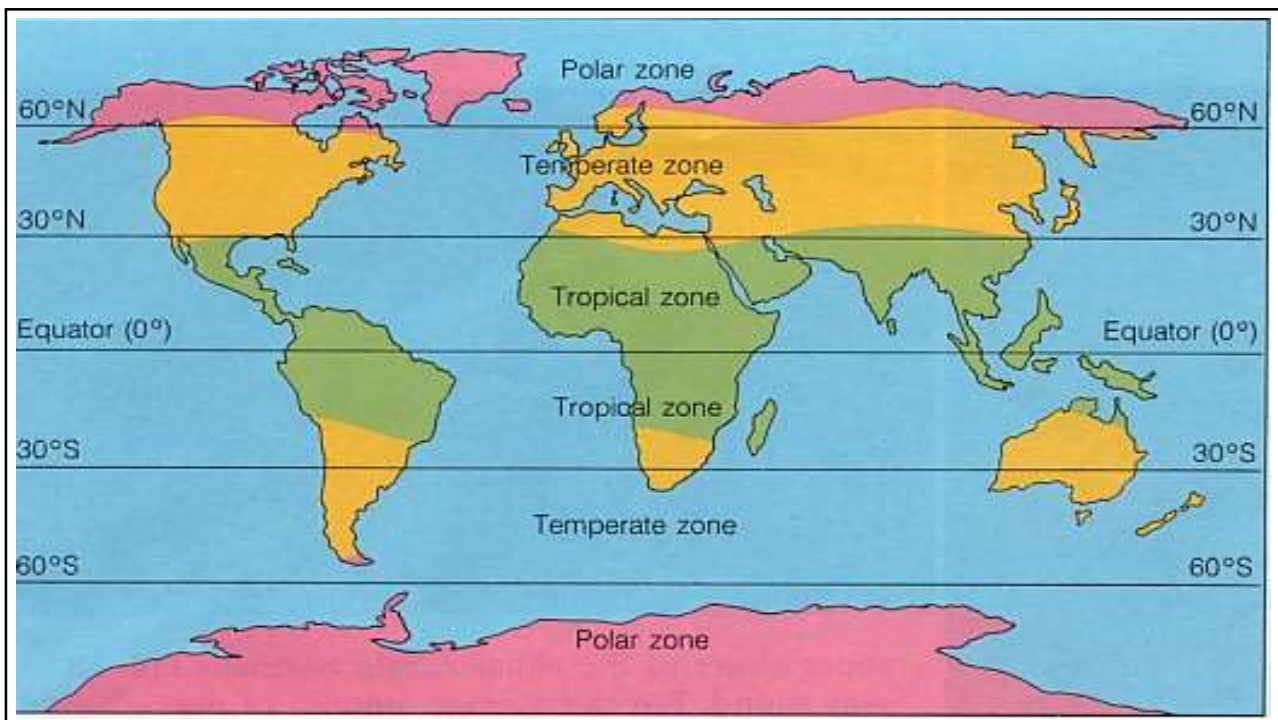 Polar zone
60°N
60°N
Temperate zone
30°N
30°N
Tropical zone
Equator (0°)
Equator (0°)
Tropical zone
30°S
30°S
Temperate zone
60°S
60°S
Polar zone